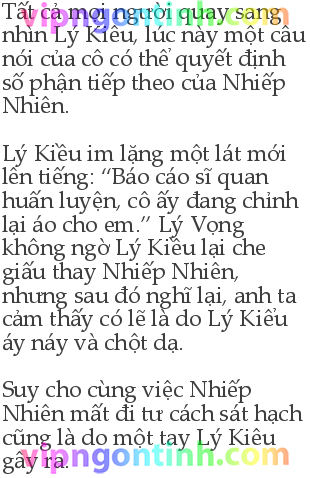 Tất cả mọi người quay sang
nhìn Lý Kiều, lúc này một câu
nói của cô có thể quyết định
số phận tiếp theo của Nhiếp
Nhiên.
Lý Kiều im lặng một lát mới
lên tiếng: “Báo cáo sĩ quan
huấn luyện, cô ấy đang chỉnh
lại áo cho em.” Lý Vọng
không ngờ Lý Kiều lại che
giấu thay Nhiếp Nhiên,
nhưng sau đó nghĩ lại, anh ta
cảm thấy có lẽ là do Lý Kiều
áy náy và chột dạ.
Suy cho cùng việc Nhiếp
Nhiên mất đi tư cách sát hạch
cũng là do một tay Lý Kiêu
gây ra.
vipngontinh.com
vipngontinh.com